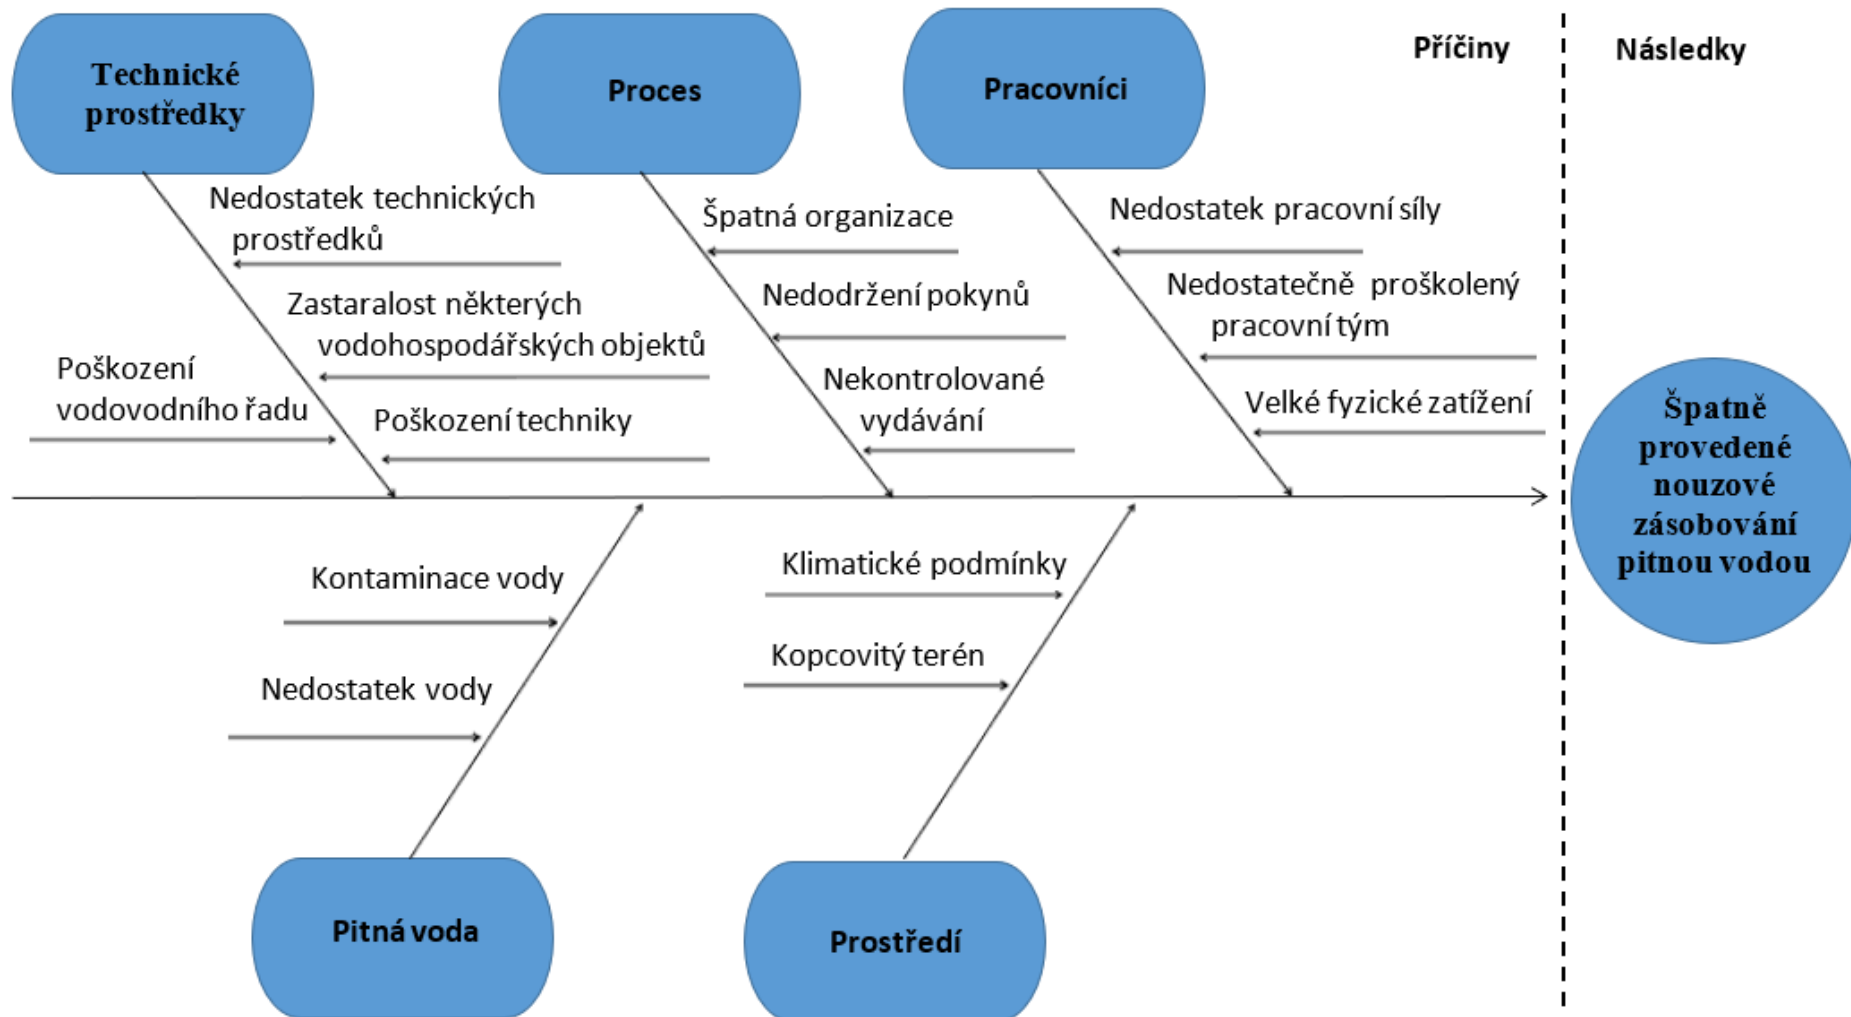 Technické
prostředky
Proces
Pracovníci
Příčiny
Následky
Nedostatek technických
prostředků
Zastaralost některých
vodohospodářských objektů
Poškození
vodovodního řadu
Poškození techniky
Špatná organizace
Nedodržení pokynů
Nekontrolované
vydávání
Nedostatek pracovní síly
Nedostatečně proškolený
pracovní tým
Velké fyzické zatížení
Špatně
provedené
nouzové
zásobování
pitnou vodou
Kontaminace vody
Nedostatek vody
Klimatické podmínky
Kopcovitý terén
Pitná voda
Prostředí